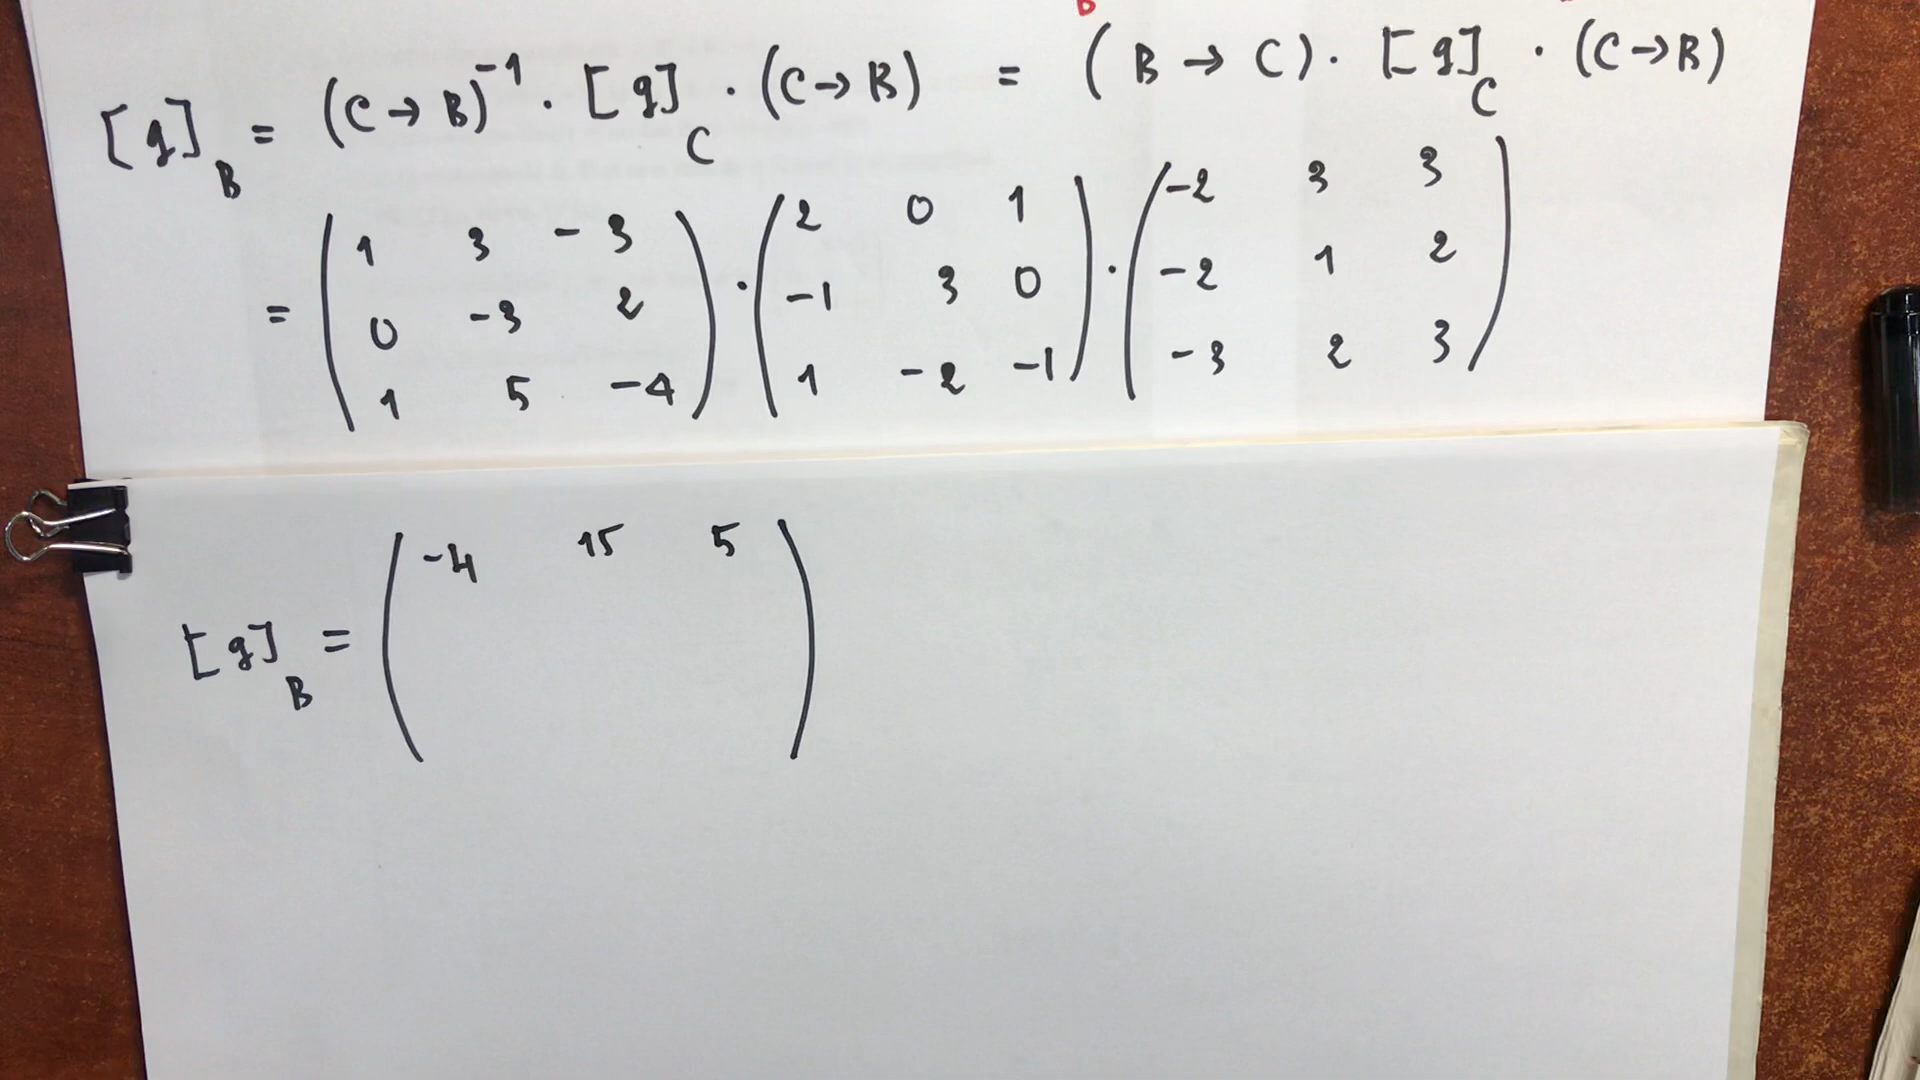 B
[g]_B = (C → B)^-1 · [g]_C · (C → B) = (B → C) · [g]_C · (C → B)
= ( 1 3 -3 ) · ( 2 0 1 ) · ( -2 3 3 )
( 0 -3 2 ) ( -1 3 0 ) ( -2 1 2 )
( 1 5 -4 ) ( 1 -2 -1 ) ( -3 2 3 )
[g]_B = ( -4 15 5 )